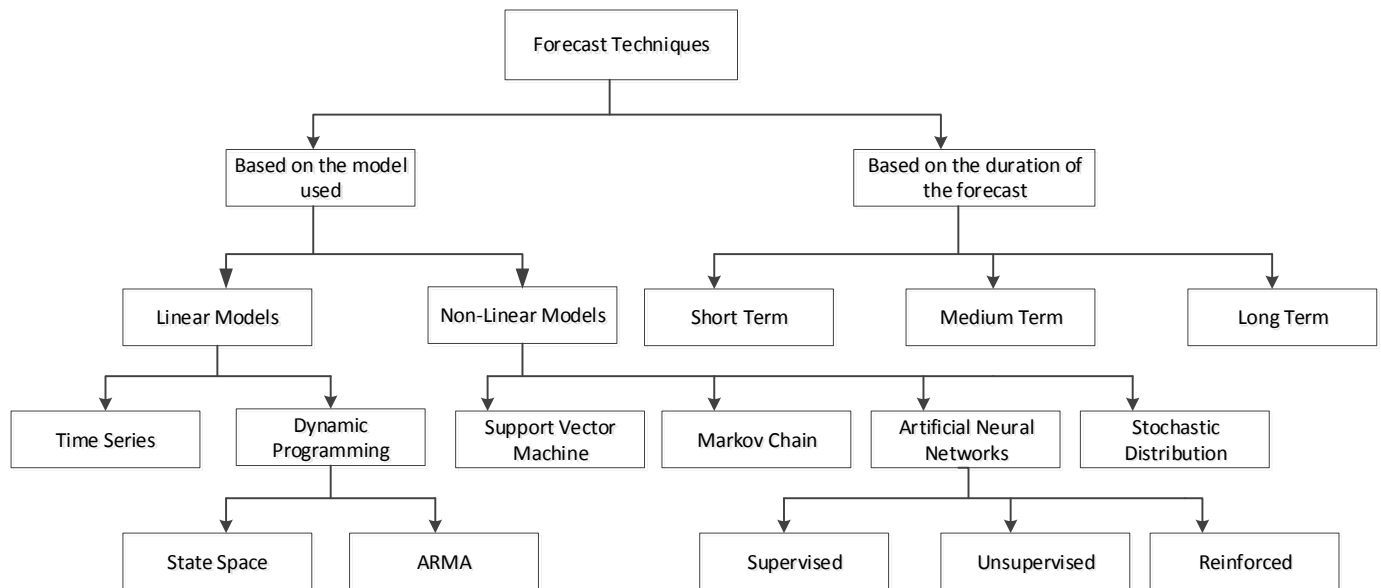 Forecast Techniques
Based on the model
used
Based on the duration of
the forecast
Linear Models
Non-Linear Models
Short Term
Medium Term
Long Term
Time Series
Dynamic
Programming
Support Vector
Machine
Markov Chain
Artificial Neural
Networks
Stochastic
Distribution
State Space
ARMA
Supervised
Unsupervised
Reinforced